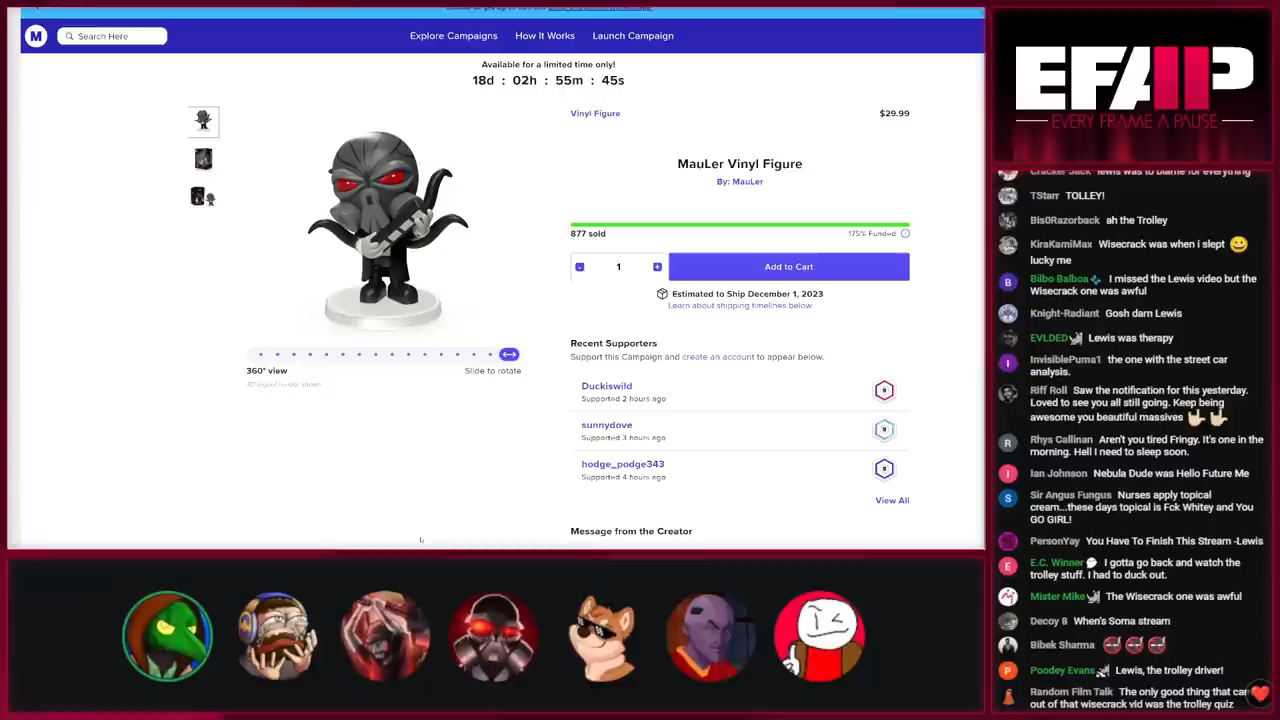 M
Search Here
Explore Campaigns
How It Works
Launch Campaign
Available for a limited time only!
18d : 02h : 55m : 45s
Vinyl Figure
$29.99
MauLer Vinyl Figure
By: MauLer
877 sold
175% Funded
- 1 +
Add to Cart
Estimated to Ship December 1, 2023
Learn about shipping timelines below
360° view
Slide to rotate
3D digital render shown
Recent Supporters
Support this Campaign and create an account to appear below.
Duckiswild
Supported 2 hours ago
sunnydove
Supported 3 hours ago
hodge_podge343
Supported 4 hours ago
View All
Message from the Creator
EFAP
EVERY FRAME A PAUSE
Cracker Jack lewis was to blame for everything
TStarr TOLLEY!
Bis0Razorback ah the Trolley
KiraKamiMax Wisecrack was when i slept 😀
lucky me
B Bilbo Balboa I missed the Lewis video but the
Wisecrack one was awful
Knight-Radiant Gosh darn Lewis
EVLDED Lewis was therapy
I InvisiblePuma1 the one with the street car
analysis.
Riff Roll Saw the notification for this yesterday.
Loved to see you all still going. Keep being
awesome you beautiful massives 🤘🏻 🤘🏻
R Rhys Callinan Aren't you tired Fringy. It's one in the
morning. Hell I need to sleep soon.
I Ian Johnson Nebula Dude was Hello Future Me
S Sir Angus Fungus Nurses apply topical
cream...these days topical is Fck Whitey and You
GO GIRL!
PersonYay You Have To Finish This Stream -Lewis
E E.C. Winner I gotta go back and watch the
trolley stuff. I had to duck out.
Mister Mike The Wisecrack one was awful
Decoy 8 When's Soma stream
Bibek Sharma
P Poodey Evans Lewis, the trolley driver!
Random Film Talk The only good thing that can
out of that wisecrack vid was the trolley quiz